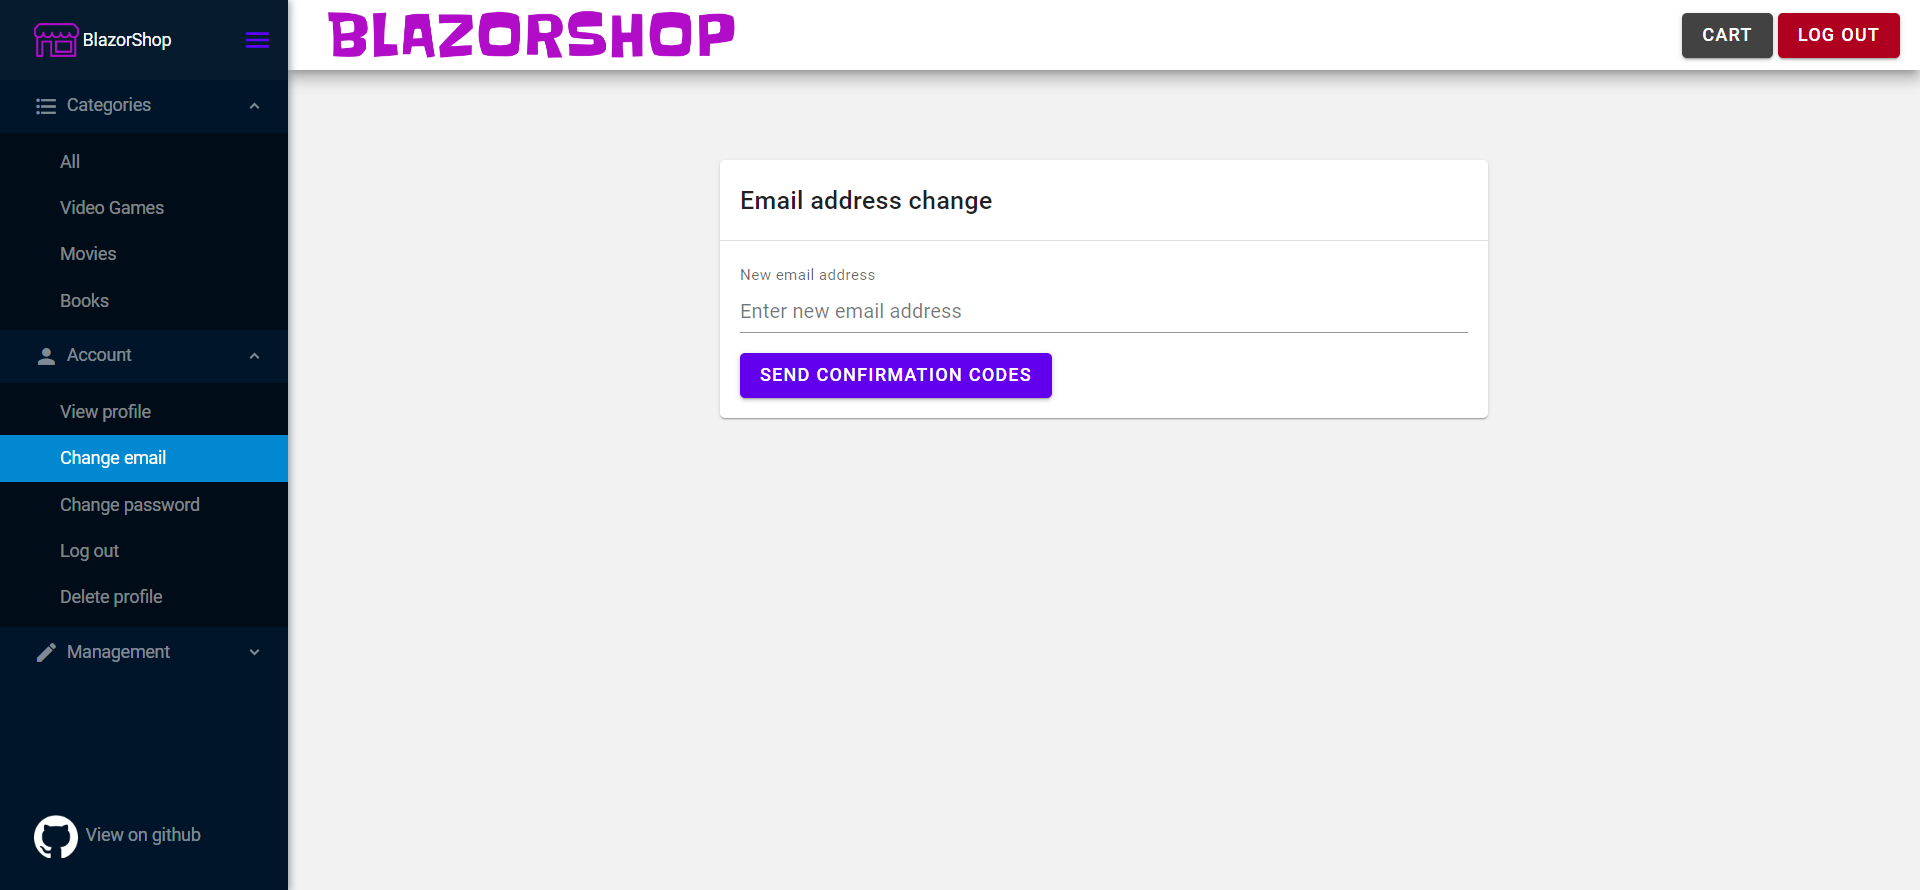 BlazorShop
Categories
All
Video Games
Movies
Books
Account
View profile
Change email
Change password
Log out
Delete profile
Management
View on github
BLAZORSHOP
CART
LOG OUT
Email address change
New email address
Enter new email address
SEND CONFIRMATION CODES